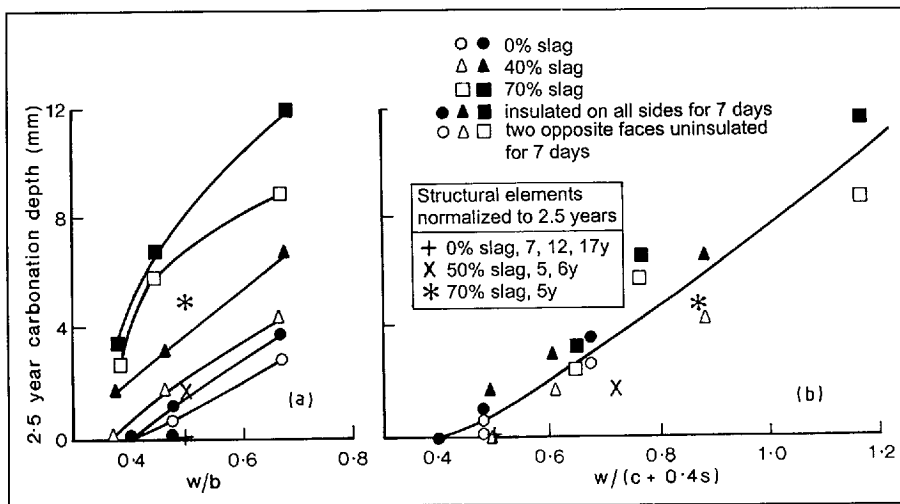 0% slag
40% slag
70% slag
insulated on all sides for 7 days
two opposite faces uninsulated
for 7 days
Structural elements
normalized to 2.5 years
+ 0% slag, 7, 12, 17y
X 50% slag, 5, 6y
* 70% slag, 5y
2·5 year carbonation depth (mm)
12
8
4
0
0.4
0.6
0.8
w/b
(a)
0.4
0.6
0.8
1.0
1.2
w/(c + 0.4s)
(b)